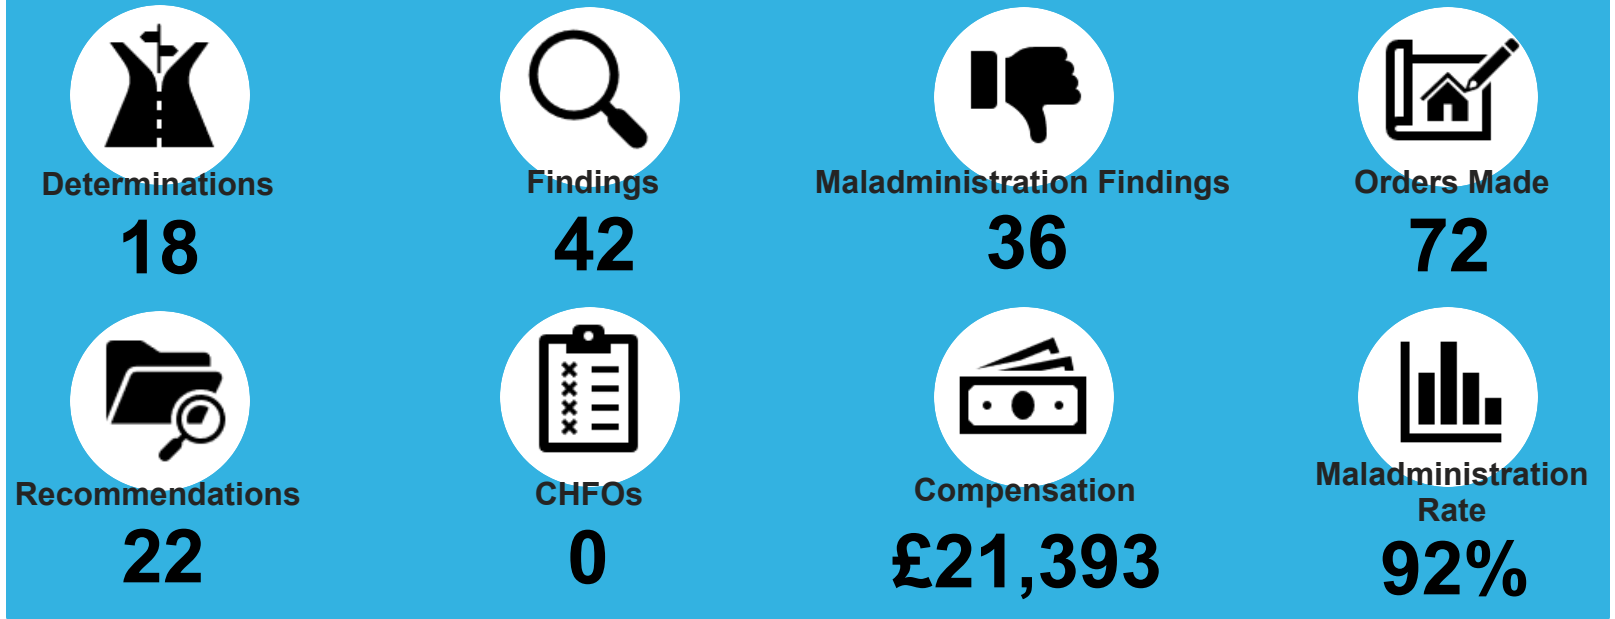 Determinations
18
Findings
42
Maladministration Findings
36
Orders Made
72
Recommendations
22
CHFOs
0
Compensation
£21,393
Maladministration
Rate
92%